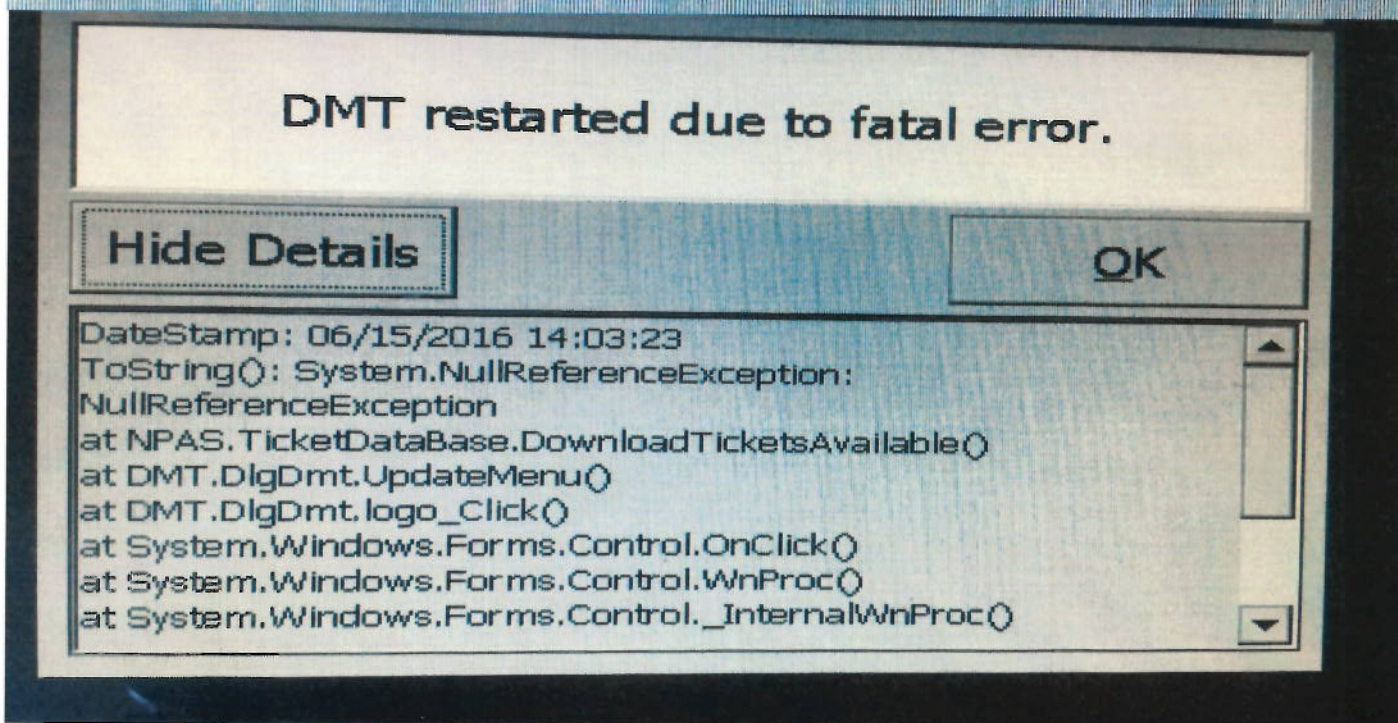 DMT restarted due to fatal error.
Hide Details
OK
DateStamp: 06/15/2016 14:03:23
ToString(): System.NullReferenceException:
NullReferenceException
at NPAS.TicketDataBase.DownloadTicketsAvailable()
at DMT.DlgDmt.UpdateMenu()
at DMT.DlgDmt.logo_Click()
at System.Windows.Forms.Control.OnClick()
at System.Windows.Forms.Control.WnProc()
at System.Windows.Forms.Control._InternalWnProc()